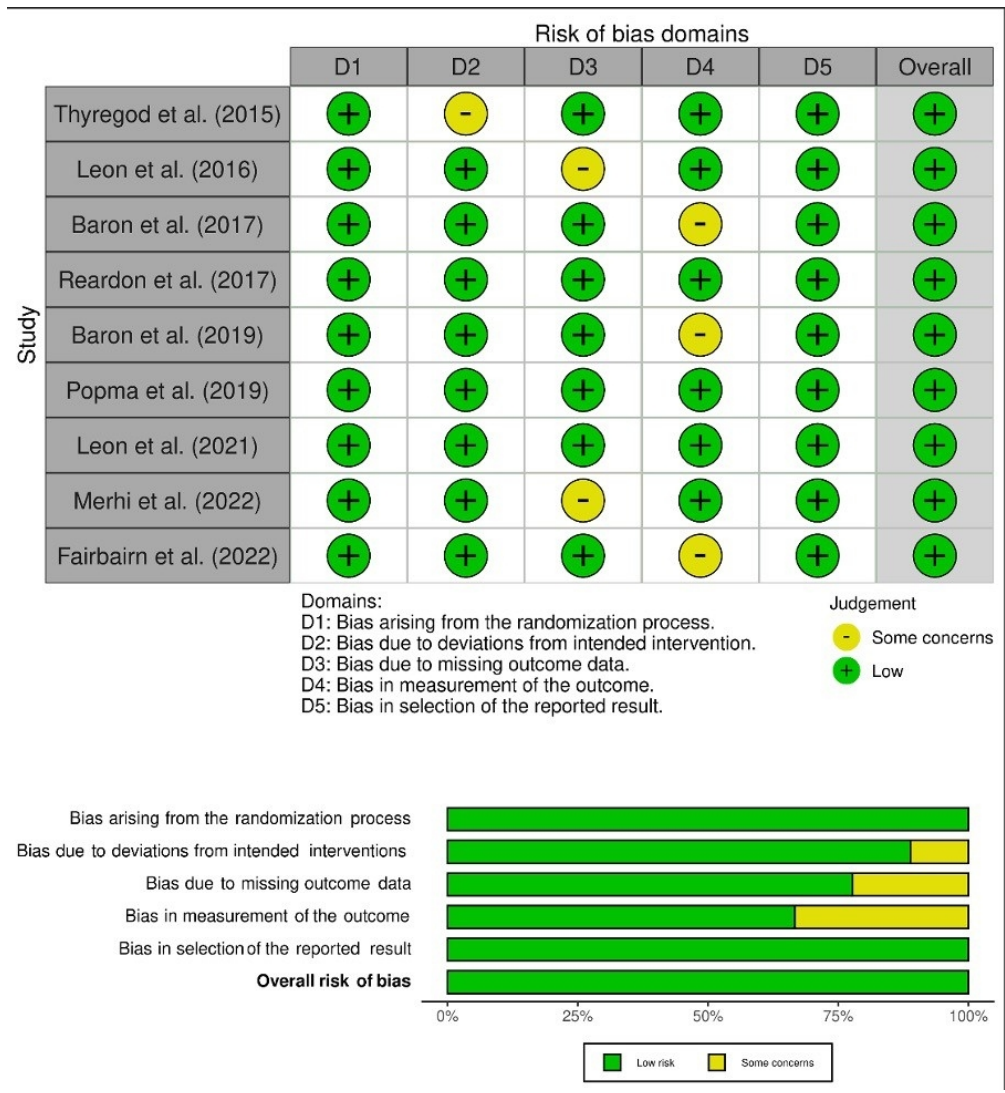 Risk of bias domains
D1 D2 D3 D4 D5 Overall
Study
Thyregod et al. (2015) + - + + + +
Leon et al. (2016) + + - + + +
Baron et al. (2017) + + + - + +
Reardon et al. (2017) + + + + + +
Baron et al. (2019) + + + - + +
Popma et al. (2019) + + + + + +
Leon et al. (2021) + + + + + +
Merhi et al. (2022) + + - + + +
Fairbairn et al. (2022) + + + - + +
Domains:
D1: Bias arising from the randomization process.
D2: Bias due to deviations from intended intervention.
D3: Bias due to missing outcome data.
D4: Bias in measurement of the outcome.
D5: Bias in selection of the reported result.
Judgement
- Some concerns
+ Low
Bias arising from the randomization process
Bias due to deviations from intended interventions
Bias due to missing outcome data
Bias in measurement of the outcome
Bias in selection of the reported result
Overall risk of bias
0% 25% 50% 75% 100%
Low risk Some concerns